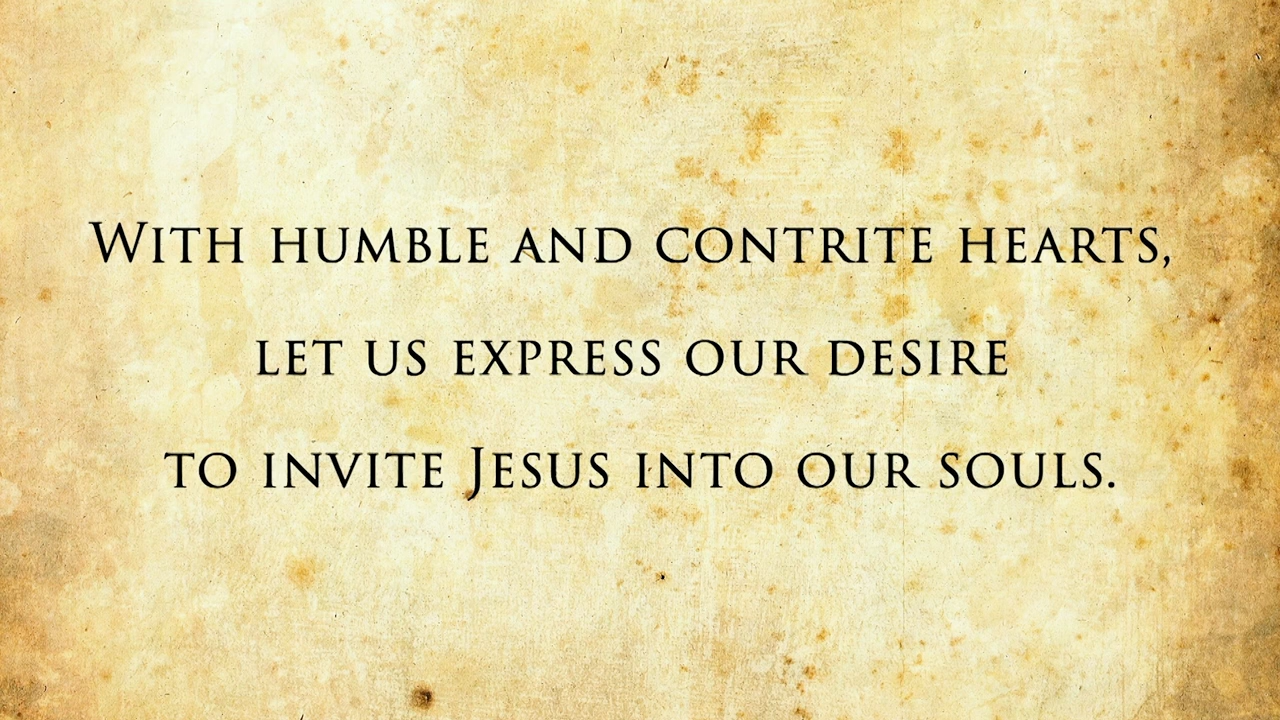 With humble and contrite hearts,
let us express our desire
to invite Jesus into our souls.